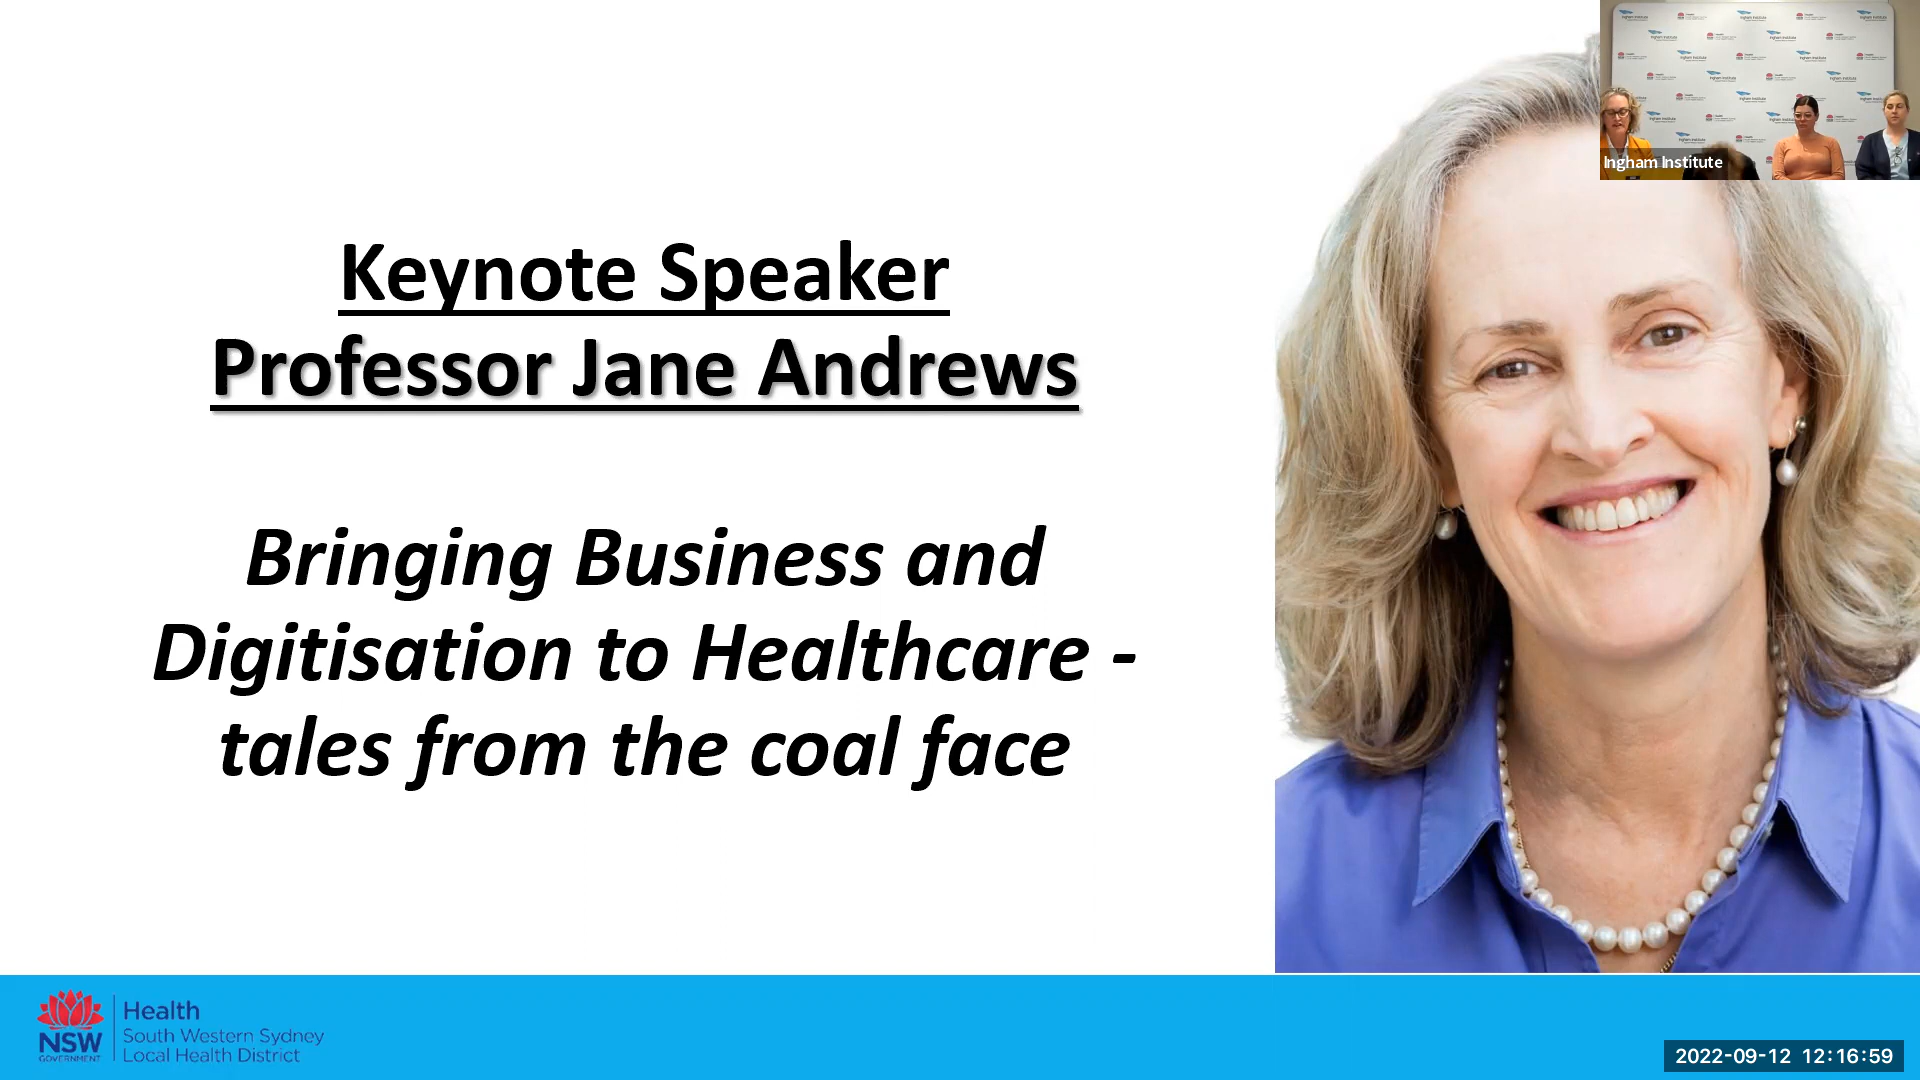 Keynote Speaker
Professor Jane Andrews
Bringing Business and
Digitisation to Healthcare -
tales from the coal face
Ingham Institute
NSW
GOVERNMENT
Health
South Western Sydney
Local Health District
2022-09-12 12:16:59